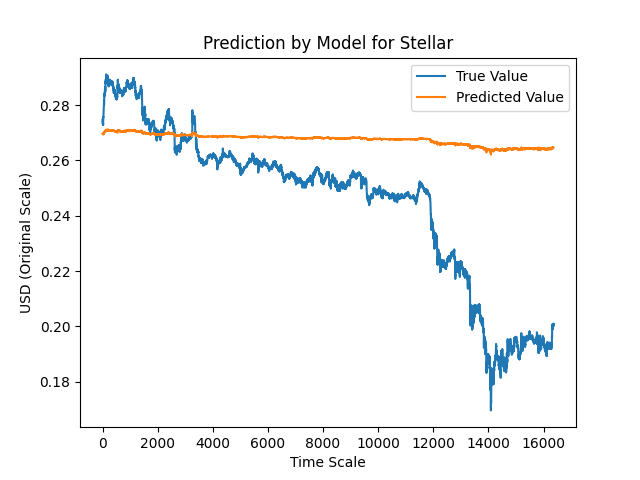 Prediction by Model for Stellar
True Value
Predicted Value
USD (Original Scale)
0.28
0.26
0.24
0.22
0.20
0.18
0 2000 4000 6000 8000 10000 12000 14000 16000
Time Scale